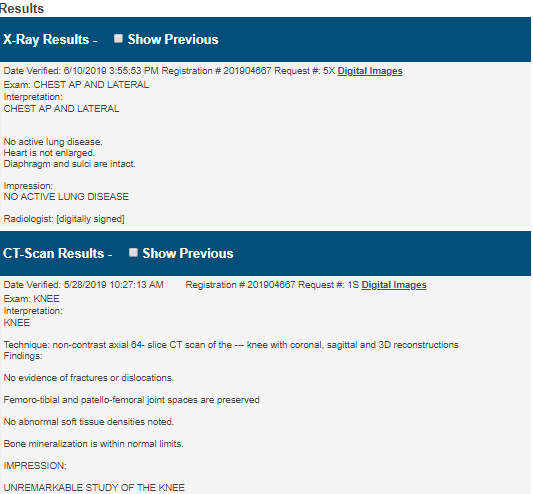 Results
X-Ray Results - Show Previous
Date Verified: 6/10/2019 3:55:53 PM Registration # 201904667 Request #: 5X Digital Images
Exam: CHEST AP AND LATERAL
Interpretation:
CHEST AP AND LATERAL
No active lung disease.
Heart is not enlarged.
Diaphragm and sulci are intact.
Impression:
NO ACTIVE LUNG DISEASE
Radiologist: [digitally signed]
CT-Scan Results - Show Previous
Date Verified: 5/28/2019 10:27:13 AM Registration # 201904667 Request #: 1S Digital Images
Exam: KNEE
Interpretation:
KNEE
Technique: non-contrast axial 64- slice CT scan of the --- knee with coronal, sagittal and 3D reconstructions
Findings:
No evidence of fractures or dislocations.
Femoro-tibial and patello-femoral joint spaces are preserved
No abnormal soft tissue densities noted.
Bone mineralization is within normal limits.
IMPRESSION:
UNREMARKABLE STUDY OF THE KNEE